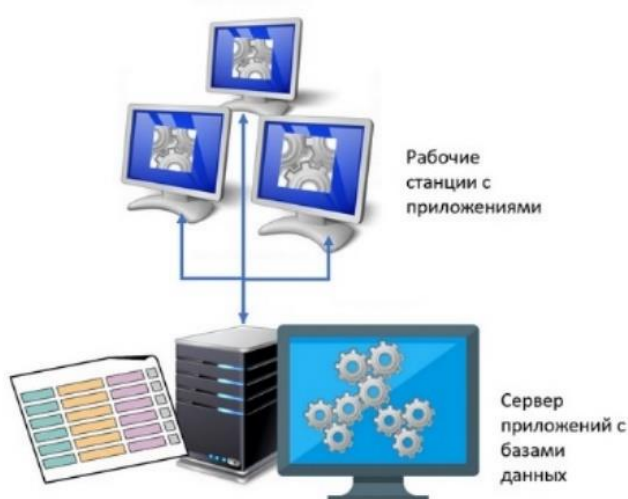 Рабочие
станции с
приложениями
Сервер
приложений с
базами
данных